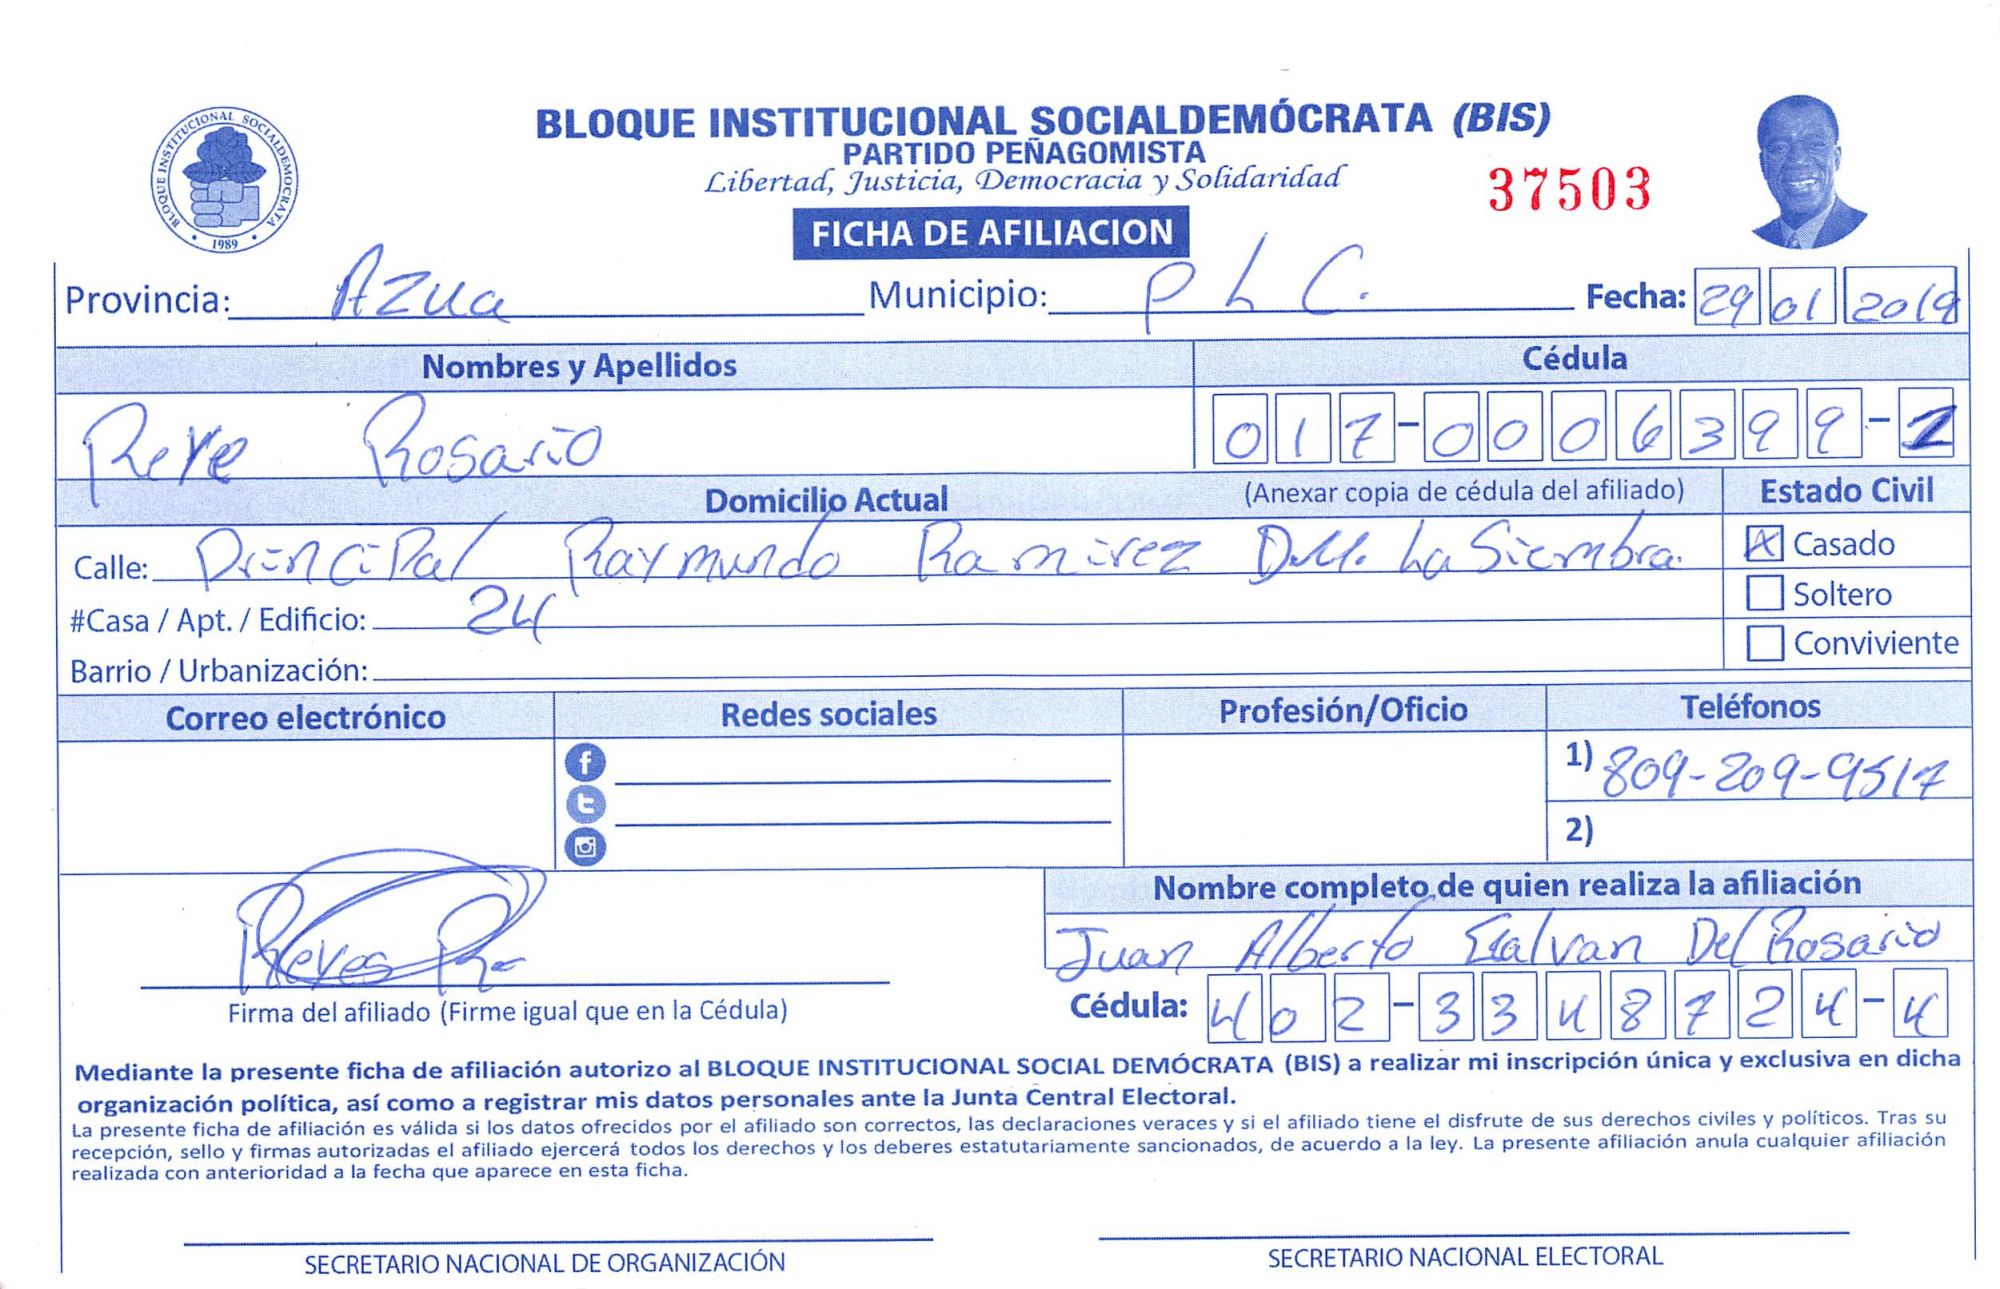 BLOQUE INSTITUCIONAL SOCIALDEMÓCRATA (BIS)
PARTIDO PEÑAGOMISTA
Libertad, Justicia, Democracia y Solidaridad
37503
BLOQUE INSTITUCIONAL SOCIALDEMOCRATA
1989
FICHA DE AFILIACION
Provincia: Azua Municipio: P L C. Fecha: 29 01 2019
Nombres y Apellidos Cédula
Reye Rosario 017-0006399-2
Domicilio Actual (Anexar copia de cédula del afiliado) Estado Civil
Calle: Principal Raymundo Ramirez D.M. La Siembra. X Casado
#Casa / Apt. / Edificio: 24 Soltero
Barrio / Urbanización: Conviviente
Correo electrónico Redes sociales Profesión/Oficio Teléfonos
1) 809-209-9517
2)
Nombre completo de quien realiza la afiliación
Juan Alberto Galvan Del Rosario
Reyes
Firma del afiliado (Firme igual que en la Cédula) Cédula: 402-3348724-4
Mediante la presente ficha de afiliación autorizo al BLOQUE INSTITUCIONAL SOCIAL DEMÓCRATA (BIS) a realizar mi inscripción única y exclusiva en dicha
organización política, así como a registrar mis datos personales ante la Junta Central Electoral.
La presente ficha de afiliación es válida si los datos ofrecidos por el afiliado son correctos, las declaraciones veraces y si el afiliado tiene el disfrute de sus derechos civiles y políticos. Tras su
recepción, sello y firmas autorizadas el afiliado ejercerá todos los derechos y los deberes estatutariamente sancionados, de acuerdo a la ley. La presente afiliación anula cualquier afiliación
realizada con anterioridad a la fecha que aparece en esta ficha.
SECRETARIO NACIONAL DE ORGANIZACIÓN SECRETARIO NACIONAL ELECTORAL